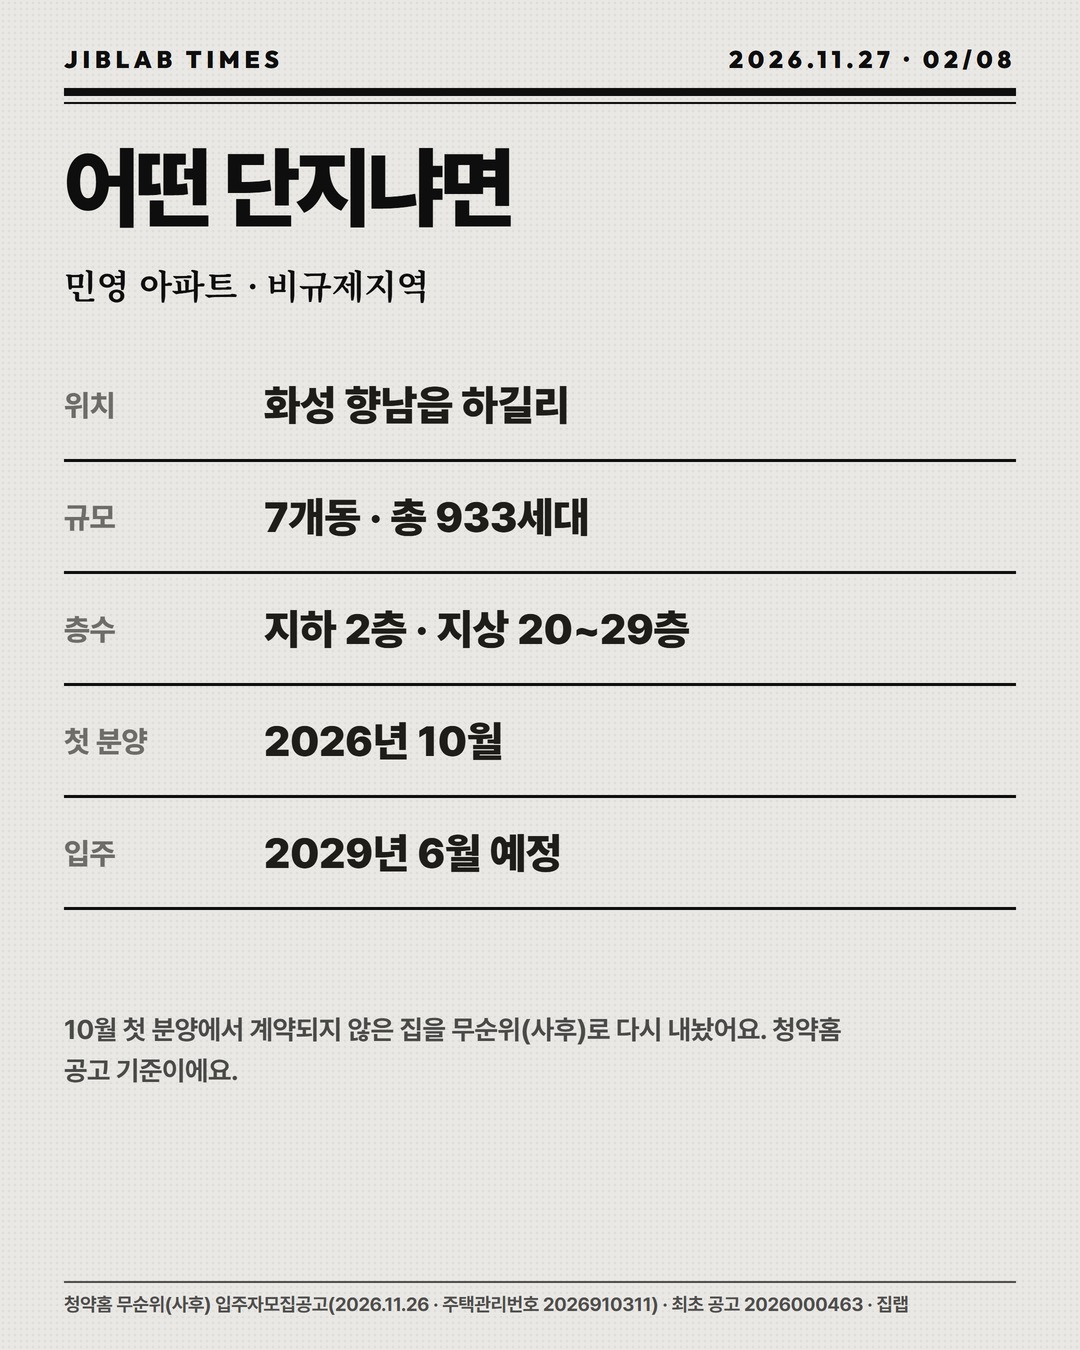 JIBLAB TIMES
2026.11.27 · 02/08
어떤 단지냐면
민영 아파트 · 비규제지역
위치 화성 향남읍 하길리
규모 7개동 · 총 933세대
층수 지하 2층 · 지상 20~29층
첫 분양 2026년 10월
입주 2029년 6월 예정
10월 첫 분양에서 계약되지 않은 집을 무순위(사후)로 다시 내놨어요. 청약홈
공고 기준이에요.
청약홈 무순위(사후) 입주자모집공고(2026.11.26 · 주택관리번호 2026910311) · 최초 공고 2026000463 · 집랩